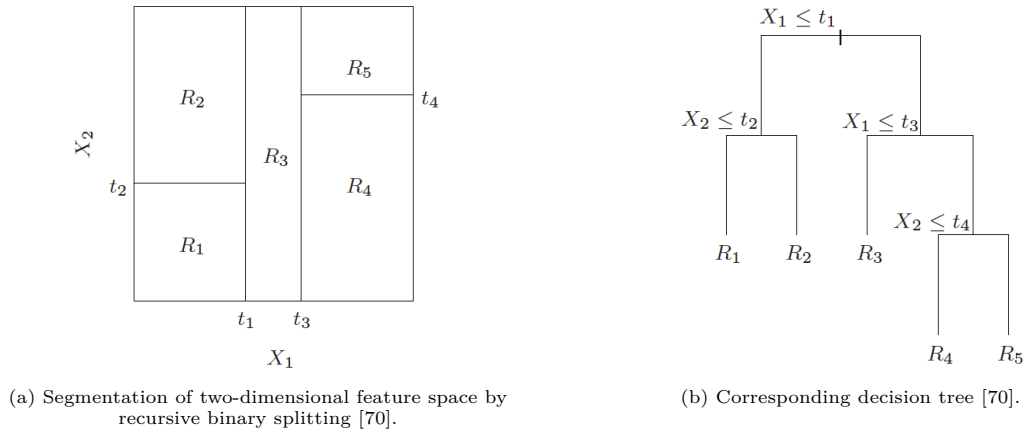 X₂
R₂
R₁
R₃
R₅
R₄
t₂
t₄
t₁
t₃
X₁
(a) Segmentation of two-dimensional feature space by
recursive binary splitting [70].
X₁ ≤ t₁
X₂ ≤ t₂
X₁ ≤ t₃
X₂ ≤ t₄
R₁
R₂
R₃
R₄
R₅
(b) Corresponding decision tree [70].